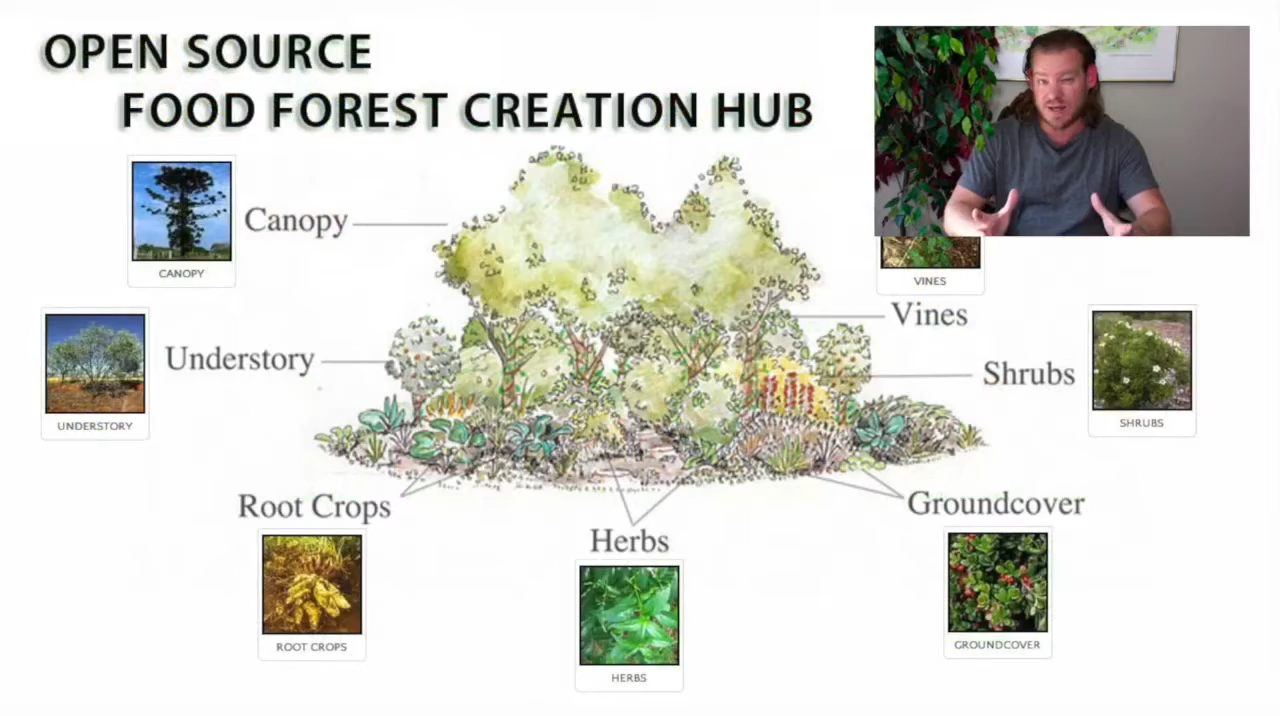 OPEN SOURCE
FOOD FOREST CREATION HUB
Canopy
CANOPY
VINES
Vines
Understory
UNDERSTORY
Shrubs
SHRUBS
Root Crops
ROOT CROPS
Herbs
HERBS
Groundcover
GROUNDCOVER